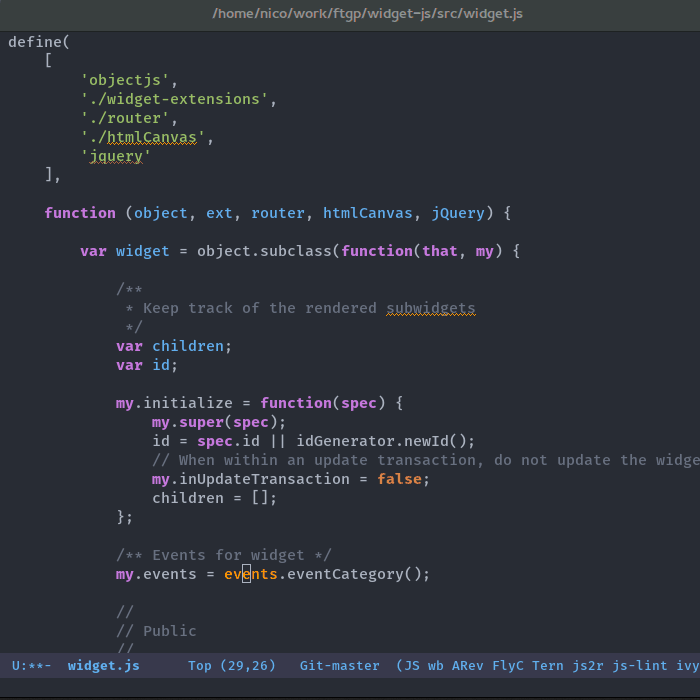 /home/nico/work/ftgp/widget-js/src/widget.js
define(
    [
        'objectjs',
        './widget-extensions',
        './router',
        './htmlCanvas',
        'jquery'
    ],

    function (object, ext, router, htmlCanvas, jQuery) {

        var widget = object.subclass(function(that, my) {

            /**
             * Keep track of the rendered subwidgets
             */
            var children;
            var id;

            my.initialize = function(spec) {
                my.super(spec);
                id = spec.id || idGenerator.newId();
                // When within an update transaction, do not update the widge
                my.inUpdateTransaction = false;
                children = [];
            };

            /** Events for widget */
            my.events = events.eventCategory();

            //
            // Public
            //
U:**-  widget.js      Top (29,26)   Git-master  (JS wb ARev FlyC Tern js2r js-lint ivy